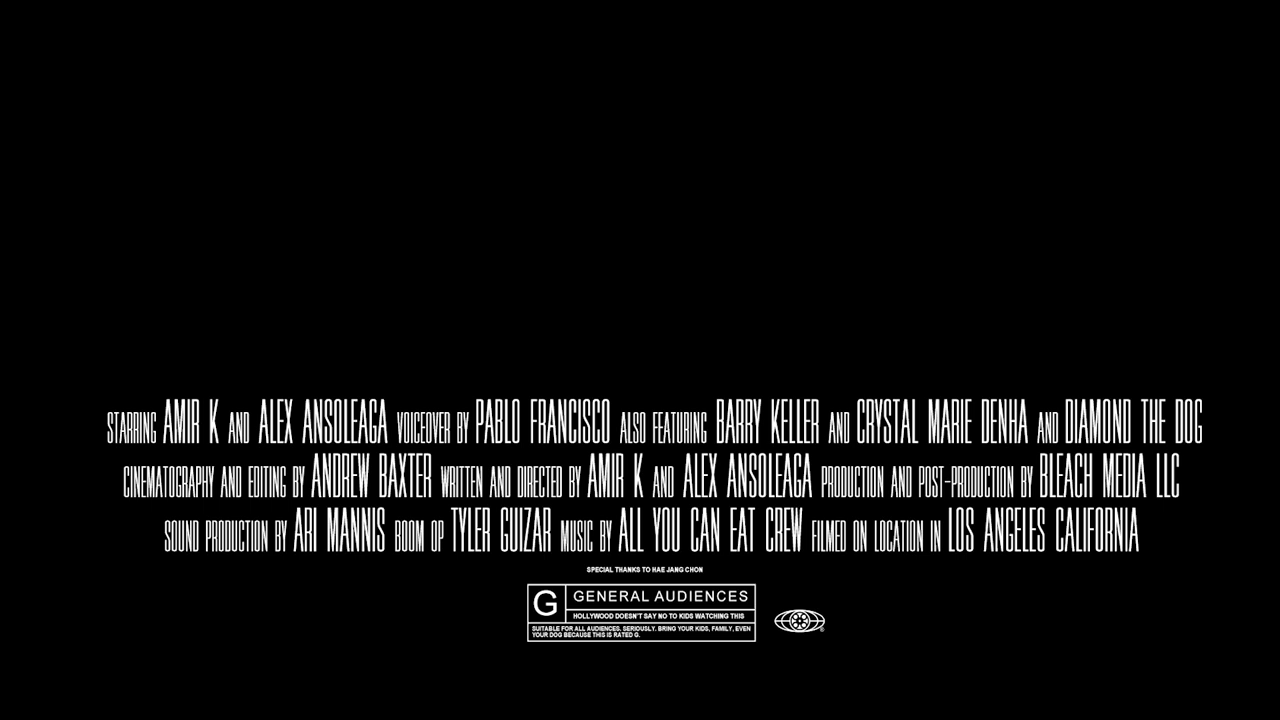 STARRING AMIR K AND ALEX ANSOLEAGA VOICEOVER BY PABLO FRANCISCO ALSO FEATURING BARRY KELLER AND CRYSTAL MARIE DENHA AND DIAMOND THE DOG
CINEMATOGRAPHY AND EDITING BY ANDREW BAXTER WRITTEN AND DIRECTED BY AMIR K AND ALEX ANSOLEAGA PRODUCTION AND POST-PRODUCTION BY BLEACH MEDIA LLC
SOUND PRODUCTION BY ARI MANNIS BOOM OP TYLER GUIZAR MUSIC BY ALL YOU CAN EAT CREW FILMED ON LOCATION IN LOS ANGELES CALIFORNIA
SPECIAL THANKS TO HAE JANG CHON
G GENERAL AUDIENCES
HOLLYWOOD DOESN'T SAY NO TO KIDS WATCHING THIS
SUITABLE FOR ALL AUDIENCES. SERIOUSLY. BRING YOUR KIDS, FAMILY, EVEN
YOUR DOG BECAUSE THIS IS RATED G.
®